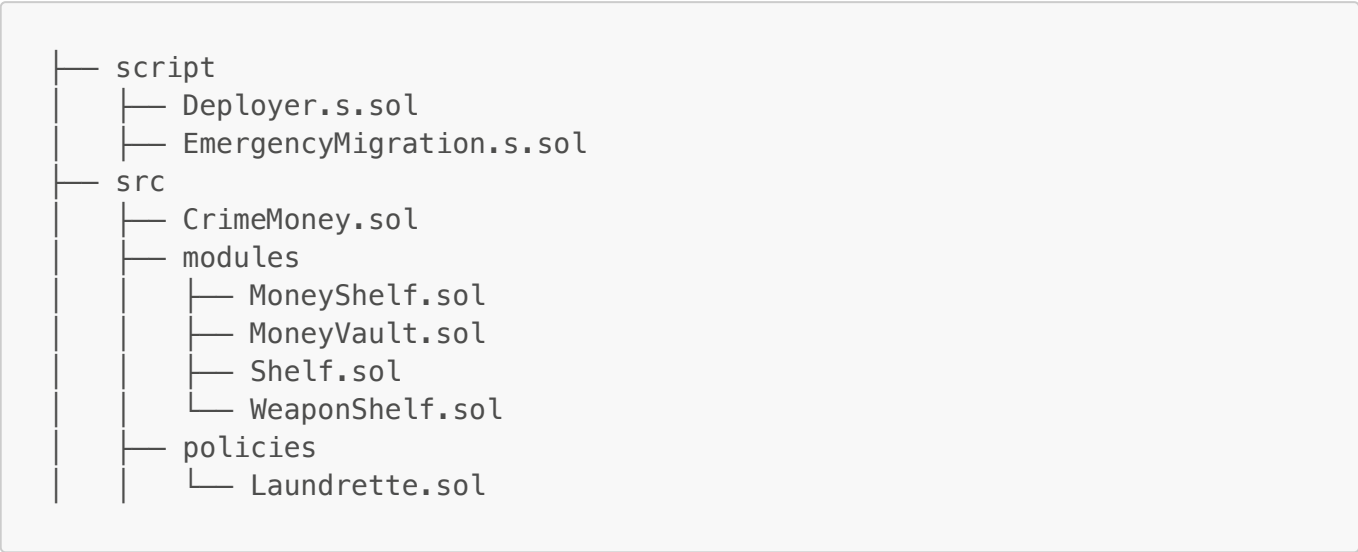 ├── script
│   ├── Deployer.s.sol
│   ├── EmergencyMigration.s.sol
├── src
│   ├── CrimeMoney.sol
│   ├── modules
│   │   ├── MoneyShelf.sol
│   │   ├── MoneyVault.sol
│   │   ├── Shelf.sol
│   │   └── WeaponShelf.sol
│   ├── policies
│   │   └── Laundrette.sol